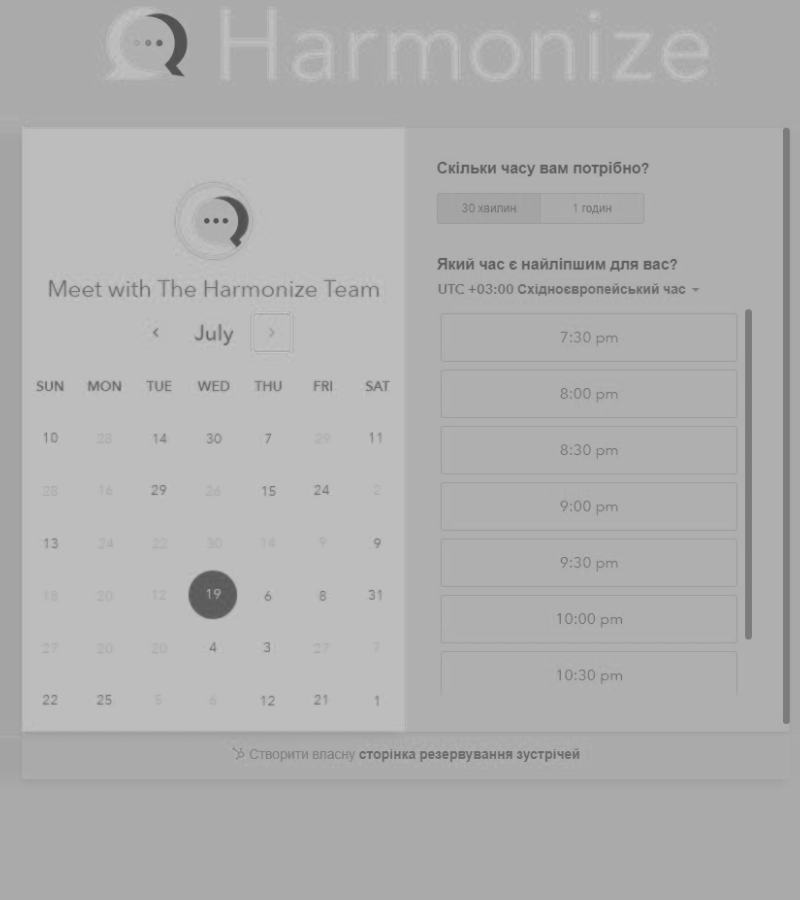 Harmonize
Meet with The Harmonize Team
July
SUN MON TUE WED THU FRI SAT
10 28 14 30 7 29 11
28 16 29 26 15 24 2
13 24 22 30 14 9 9
18 20 12 19 6 8 31
27 20 20 4 3 27 7
22 25 5 6 12 21 1
Скільки часу вам потрібно?
30 хвилин 1 годин
Який час є найліпшим для вас?
UTC +03:00 Східноєвропейський час
7:30 pm
8:00 pm
8:30 pm
9:00 pm
9:30 pm
10:00 pm
10:30 pm
Створити власну сторінка резервування зустрічей